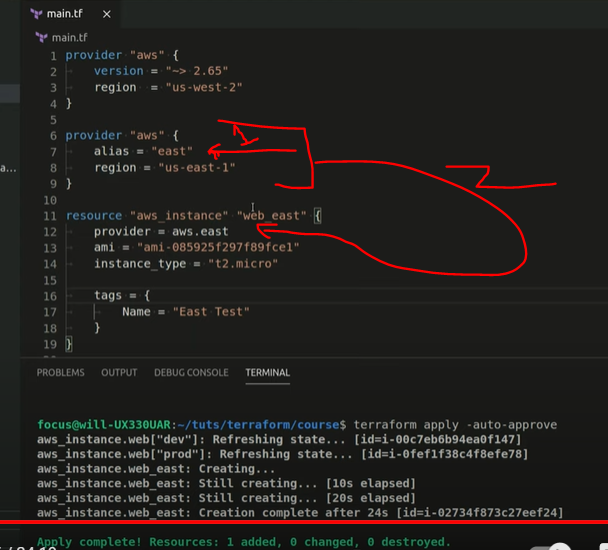 main.tf
main.tf
1 provider "aws" {
2 version = "~> 2.65"
3 region = "us-west-2"
4 }
5
6 provider "aws" {
7 alias = "east"
8 region = "us-east-1"
9 }
10
11 resource "aws_instance" "web_east" {
12 provider = aws.east
13 ami = "ami-085925f297f89fce1"
14 instance_type = "t2.micro"
15
16 tags = {
17 Name = "East Test"
18 }
19 }
PROBLEMS OUTPUT DEBUG CONSOLE TERMINAL
focus@will-UX330UAR:~/tuts/terraform/course$ terraform apply -auto-approve
aws_instance.web["dev"]: Refreshing state... [id=i-00c7eb6b94ea0f147]
aws_instance.web["prod"]: Refreshing state... [id=i-0fef1f38c4f8efe78]
aws_instance.web_east: Creating...
aws_instance.web_east: Still creating... [10s elapsed]
aws_instance.web_east: Still creating... [20s elapsed]
aws_instance.web_east: Creation complete after 24s [id=i-02734f873c27eef24]
Apply complete! Resources: 1 added, 0 changed, 0 destroyed.